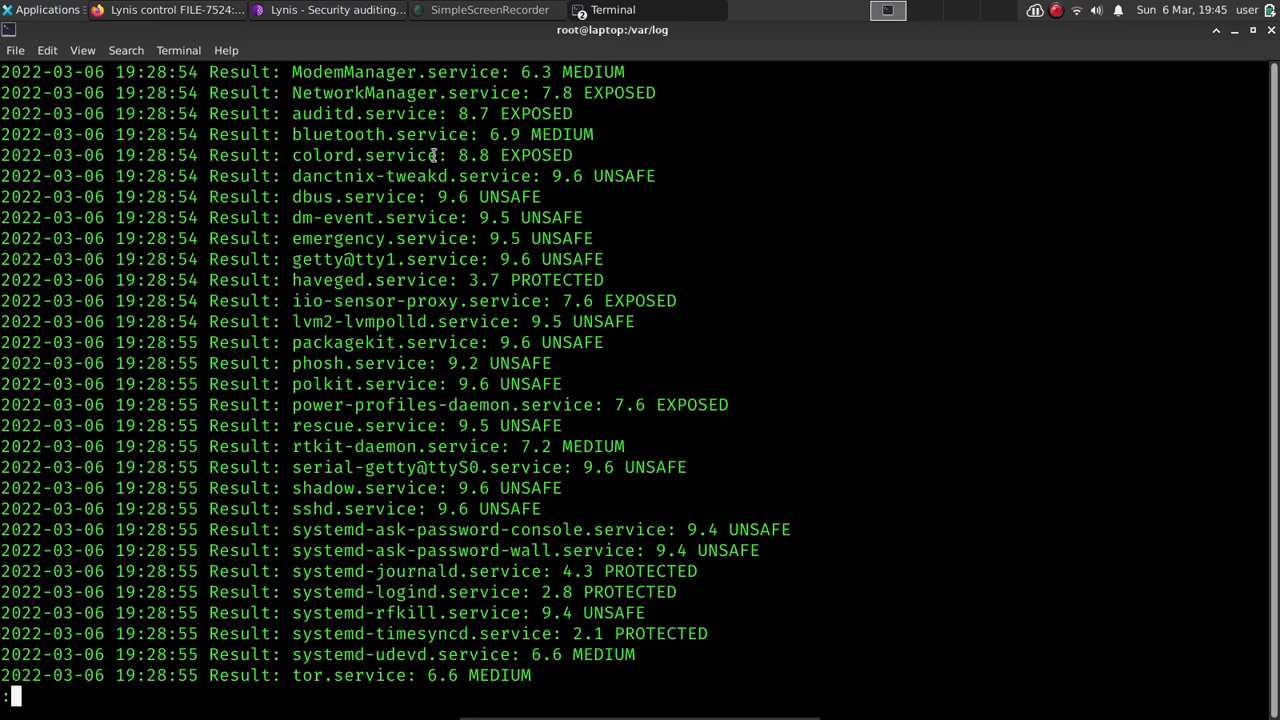 Applications
Lynis control FILE-7524:...
Lynis - Security auditing...
SimpleScreenRecorder
2
Terminal
Sun 6 Mar, 19:45
user
root@laptop:/var/log
File Edit View Search Terminal Help
2022-03-06 19:28:54 Result: ModemManager.service: 6.3 MEDIUM
2022-03-06 19:28:54 Result: NetworkManager.service: 7.8 EXPOSED
2022-03-06 19:28:54 Result: auditd.service: 8.7 EXPOSED
2022-03-06 19:28:54 Result: bluetooth.service: 6.9 MEDIUM
2022-03-06 19:28:54 Result: colord.service: 8.8 EXPOSED
2022-03-06 19:28:54 Result: danctnix-tweakd.service: 9.6 UNSAFE
2022-03-06 19:28:54 Result: dbus.service: 9.6 UNSAFE
2022-03-06 19:28:54 Result: dm-event.service: 9.5 UNSAFE
2022-03-06 19:28:54 Result: emergency.service: 9.5 UNSAFE
2022-03-06 19:28:54 Result: getty@tty1.service: 9.6 UNSAFE
2022-03-06 19:28:54 Result: haveged.service: 3.7 PROTECTED
2022-03-06 19:28:54 Result: iio-sensor-proxy.service: 7.6 EXPOSED
2022-03-06 19:28:54 Result: lvm2-lvmpolld.service: 9.5 UNSAFE
2022-03-06 19:28:55 Result: packagekit.service: 9.6 UNSAFE
2022-03-06 19:28:55 Result: phosh.service: 9.2 UNSAFE
2022-03-06 19:28:55 Result: polkit.service: 9.6 UNSAFE
2022-03-06 19:28:55 Result: power-profiles-daemon.service: 7.6 EXPOSED
2022-03-06 19:28:55 Result: rescue.service: 9.5 UNSAFE
2022-03-06 19:28:55 Result: rtkit-daemon.service: 7.2 MEDIUM
2022-03-06 19:28:55 Result: serial-getty@ttyS0.service: 9.6 UNSAFE
2022-03-06 19:28:55 Result: shadow.service: 9.6 UNSAFE
2022-03-06 19:28:55 Result: sshd.service: 9.6 UNSAFE
2022-03-06 19:28:55 Result: systemd-ask-password-console.service: 9.4 UNSAFE
2022-03-06 19:28:55 Result: systemd-ask-password-wall.service: 9.4 UNSAFE
2022-03-06 19:28:55 Result: systemd-journald.service: 4.3 PROTECTED
2022-03-06 19:28:55 Result: systemd-logind.service: 2.8 PROTECTED
2022-03-06 19:28:55 Result: systemd-rfkill.service: 9.4 UNSAFE
2022-03-06 19:28:55 Result: systemd-timesyncd.service: 2.1 PROTECTED
2022-03-06 19:28:55 Result: systemd-udevd.service: 6.6 MEDIUM
2022-03-06 19:28:55 Result: tor.service: 6.6 MEDIUM
: